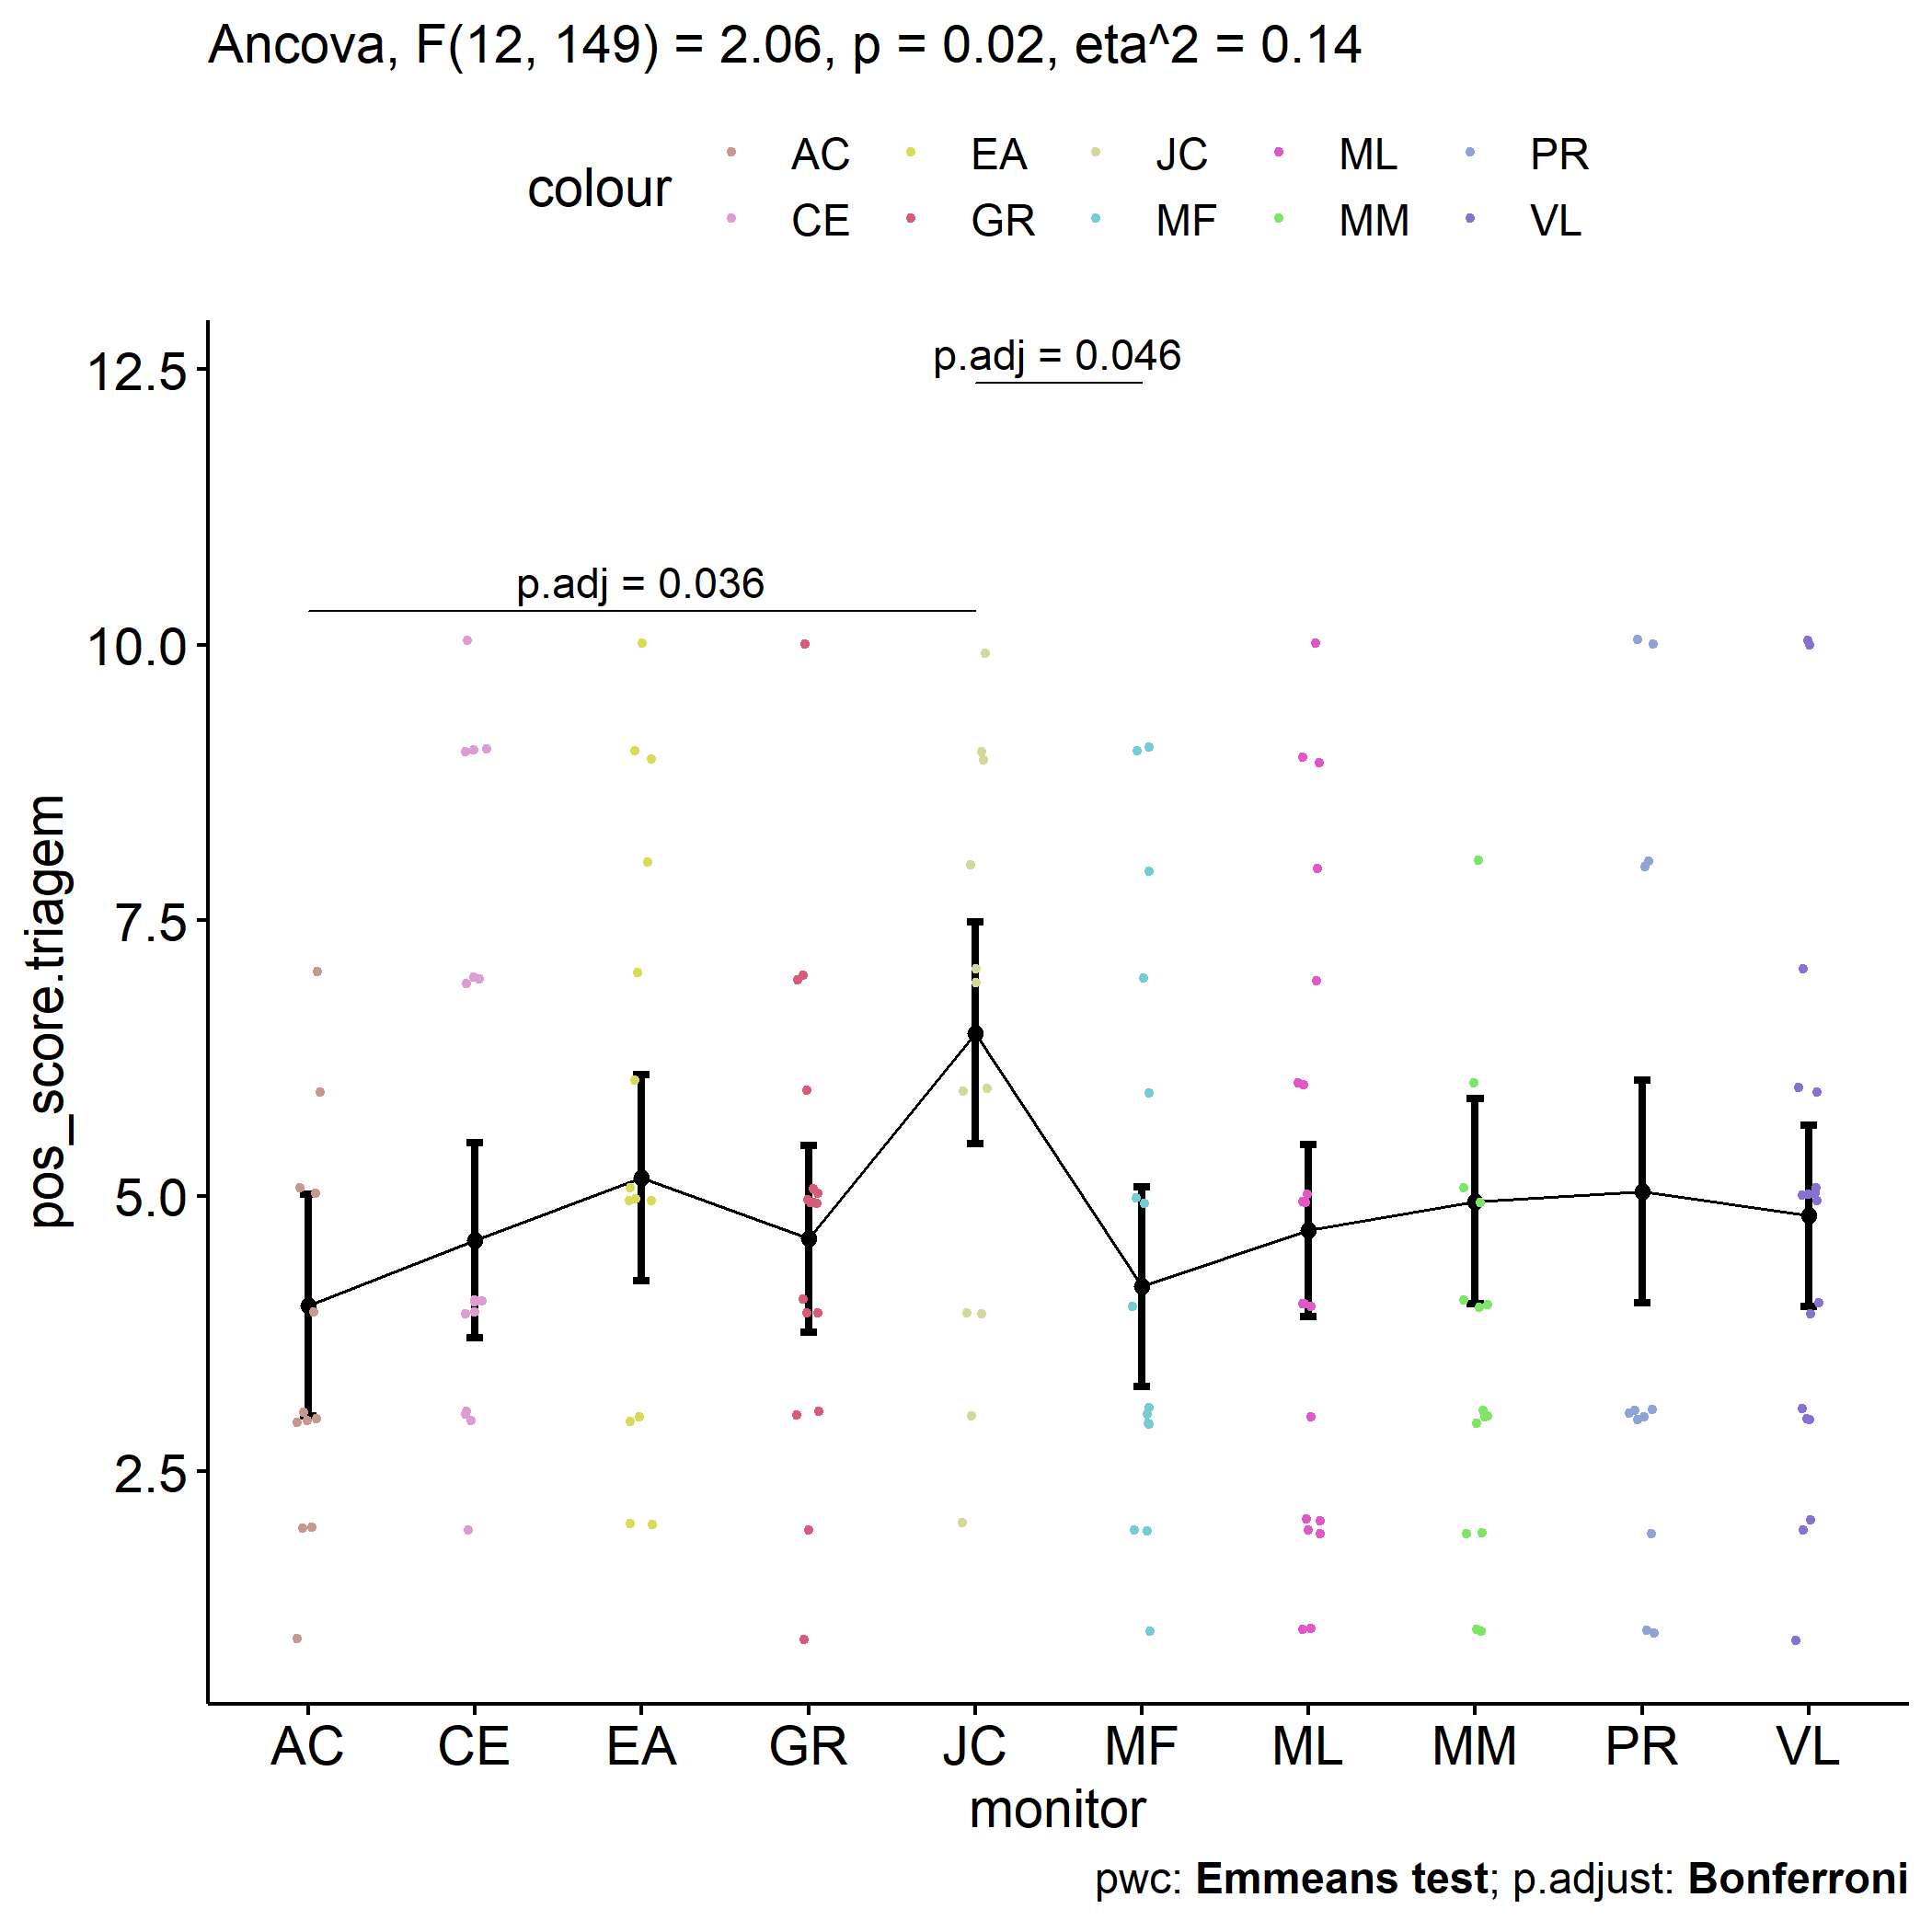 Ancova, F(12, 149) = 2.06, p = 0.02, eta^2 = 0.14
colour
AC EA JC ML PR
CE GR MF MM VL
12.5
10.0
7.5
5.0
2.5
pos_score.triagem
p.adj = 0.046
p.adj = 0.036
AC CE EA GR JC MF ML MM PR VL
monitor
pwc: Emmeans test; p.adjust: Bonferroni